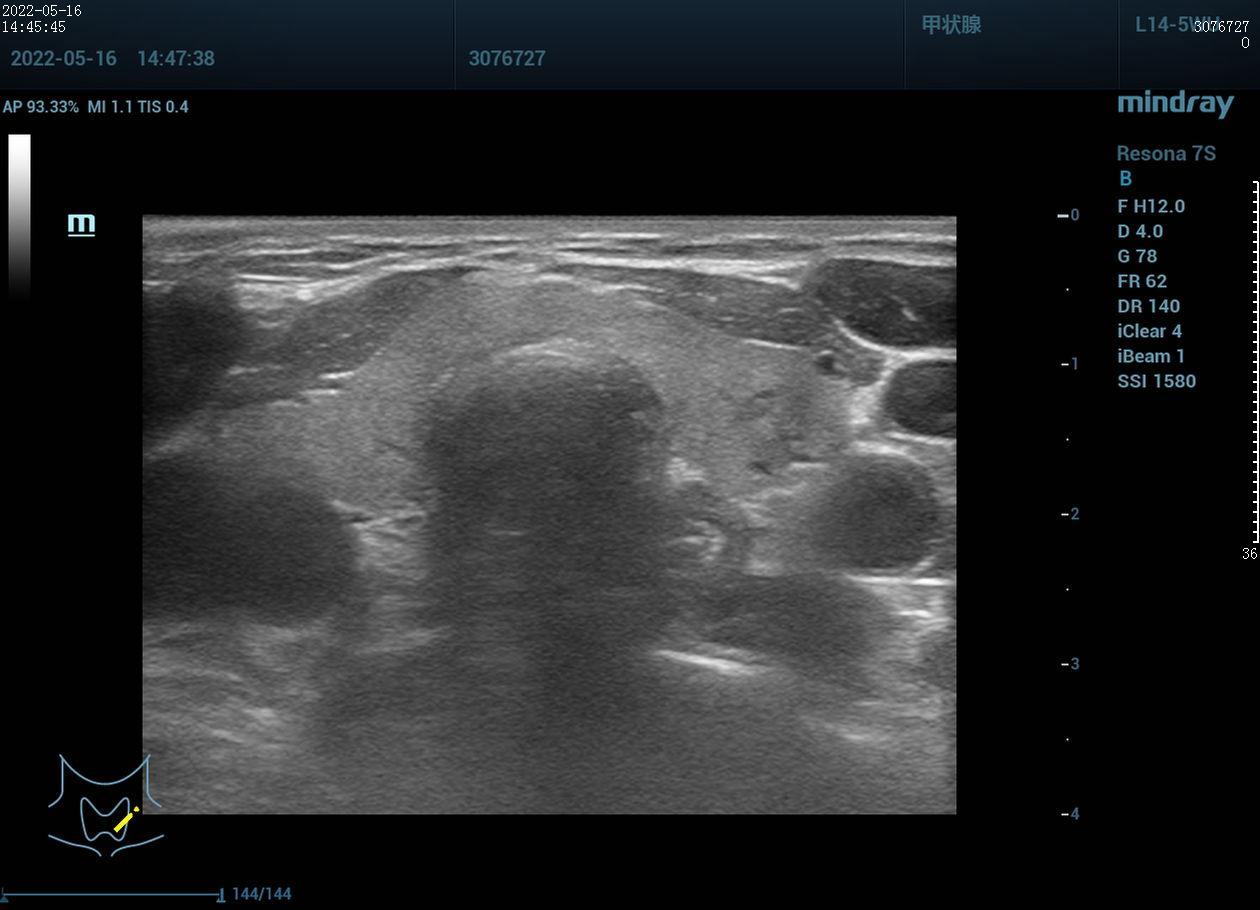 2022-05-16
14:45:45
2022-05-16 14:47:38
3076727
甲状腺
3076727
0
AP 93.33% MI 1.1 TIS 0.4
mindray
Resona 7S
B
F H12.0
D 4.0
G 78
FR 62
DR 140
iClear 4
iBeam 1
SSI 1580
m
0
1
2
3
4
36
144/144